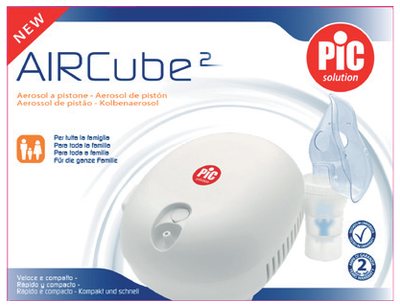 NEW
AIRCube²
PiC
solution
Aerosol a pistone - Aerosol de pistón
Aerossol de pistão - Kolbenaerosol
Per tutta la famiglia
Para toda la familia
Para toda a família
Für die ganze Familie
PiC
Veloce e compatto -
Rápido y compacto -
Rápido e compacto - Kompakt und schnell
2